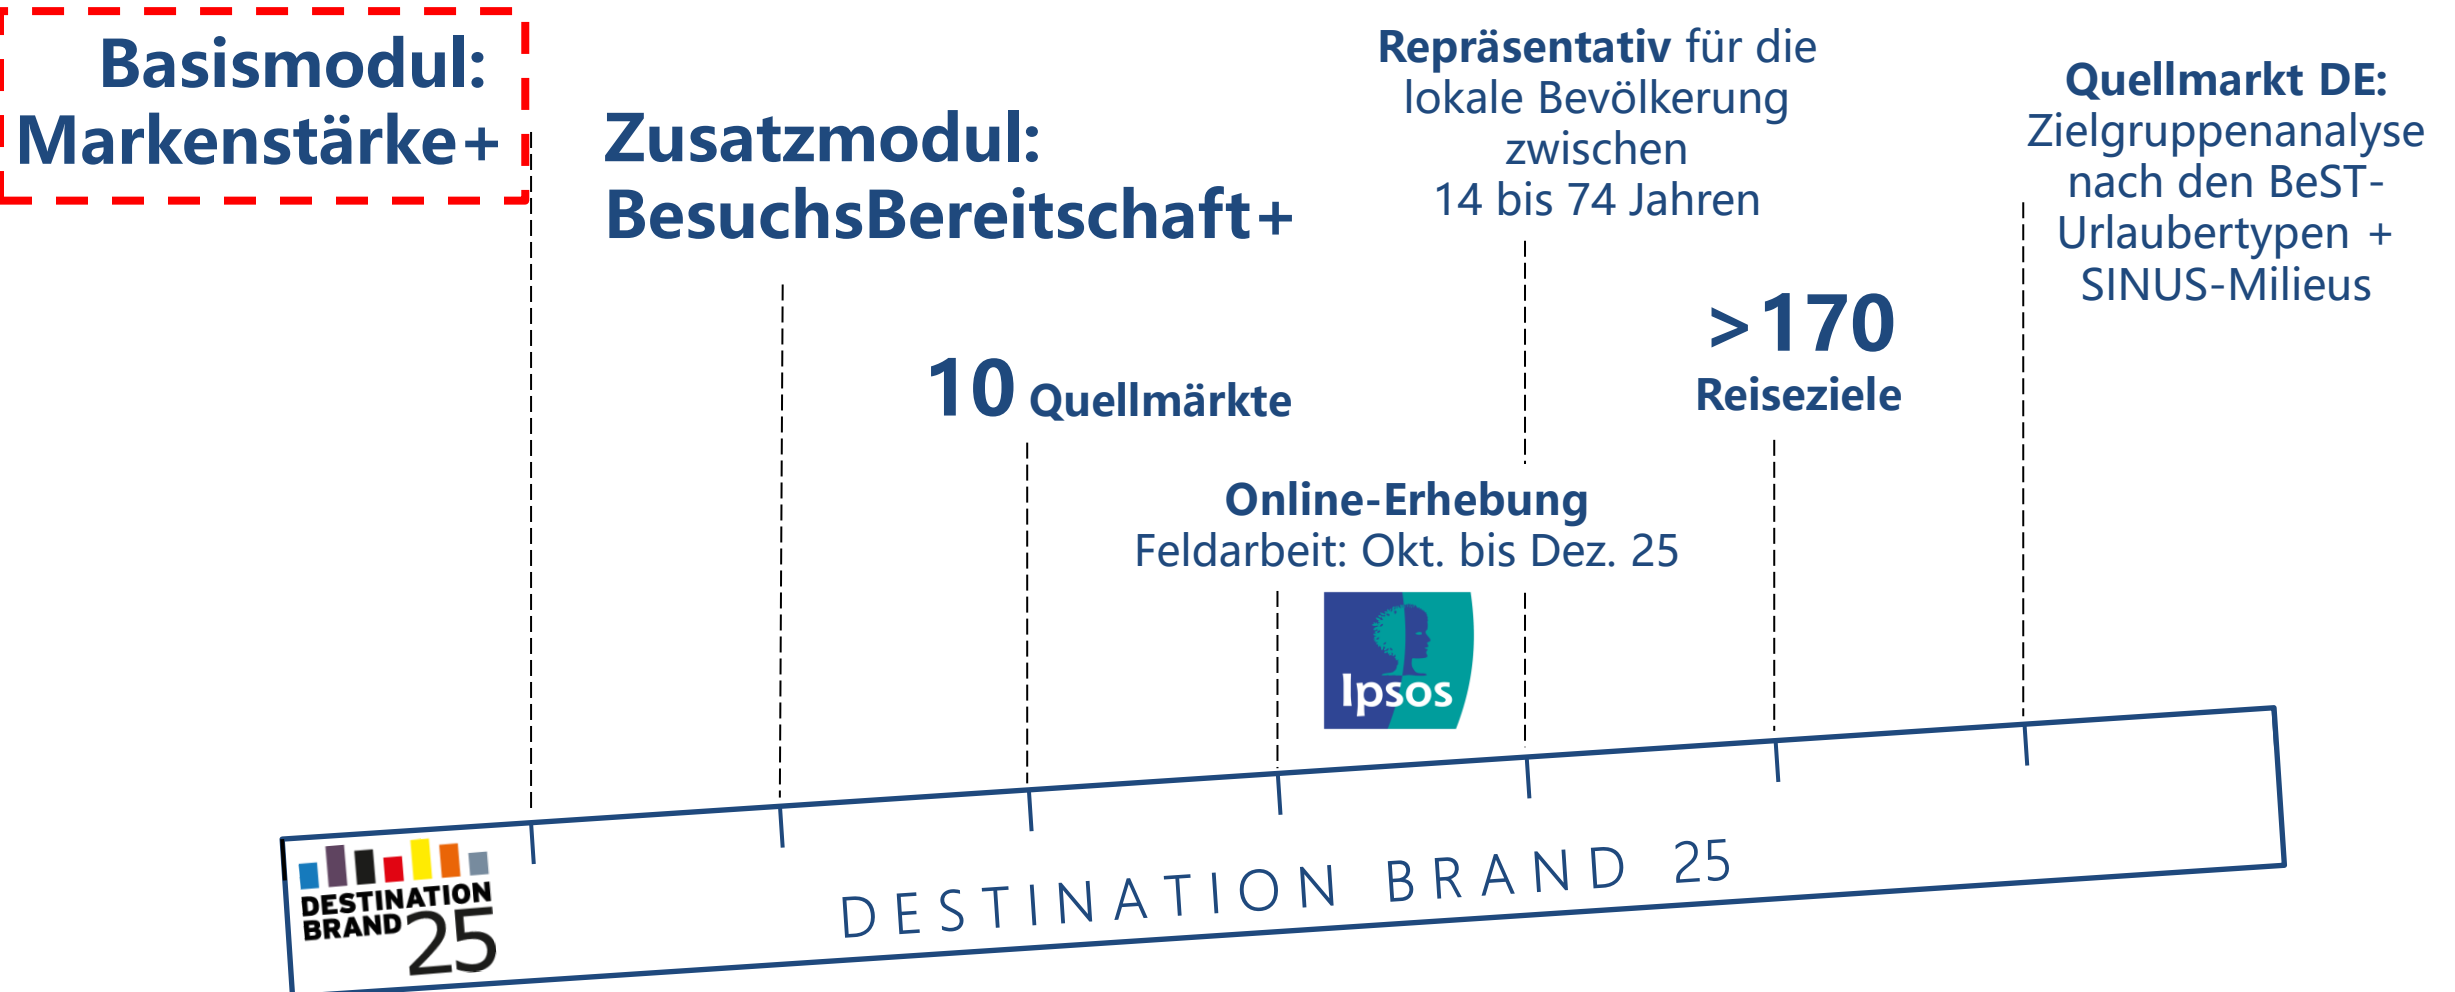 Basismodul:
Markenstärke+
Zusatzmodul:
BesuchsBereitschaft+
10 Quellmärkte
Online-Erhebung
Feldarbeit: Okt. bis Dez. 25
Ipsos
Repräsentativ für die
lokale Bevölkerung
zwischen
14 bis 74 Jahren
>170
Reiseziele
Quellmarkt DE:
Zielgruppenanalyse
nach den BeST-
Urlaubertypen +
SINUS-Milieus
DESTINATION
BRAND 25
DESTINATION BRAND 25